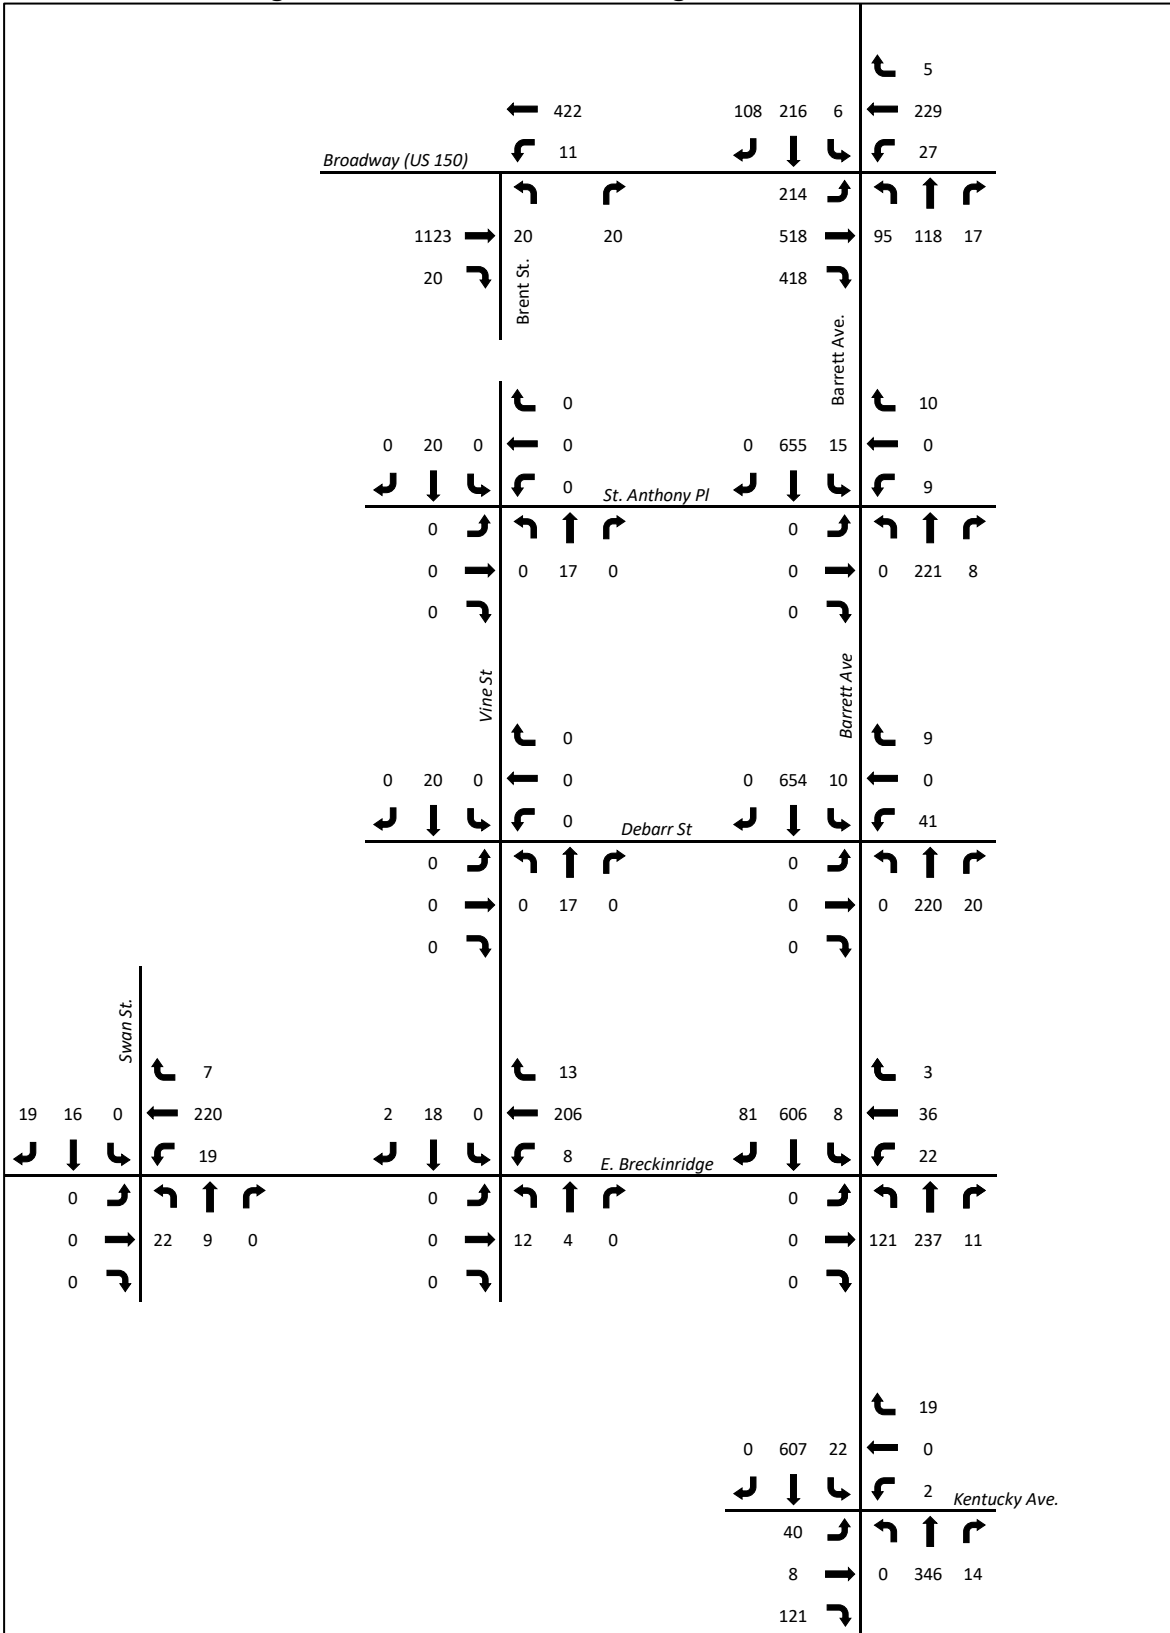 5
422 108 216 6 229
11 27
Broadway (US 150)
214
1123 20 20 518 95 118 17
20 418
Brent St.
Barrett Ave.
0 10
0 20 0 0 0 655 15 0
0 St. Anthony Pl 9
0 0
0 0 17 0 0 0 221 8
0 0
Vine St
Barrett Ave
0 9
0 20 0 0 0 654 10 0
0 Debarr St 41
0 0
0 0 17 0 0 0 220 20
0 0
Swan St.
7 13 3
19 16 0 220 2 18 0 206 81 606 8 36
19 8 E. Breckinridge 22
0 0 0
0 22 9 0 0 12 4 0 0 121 237 11
0 0 0
19
0 607 22 0
2 Kentucky Ave.
40
8 0 346 14
121